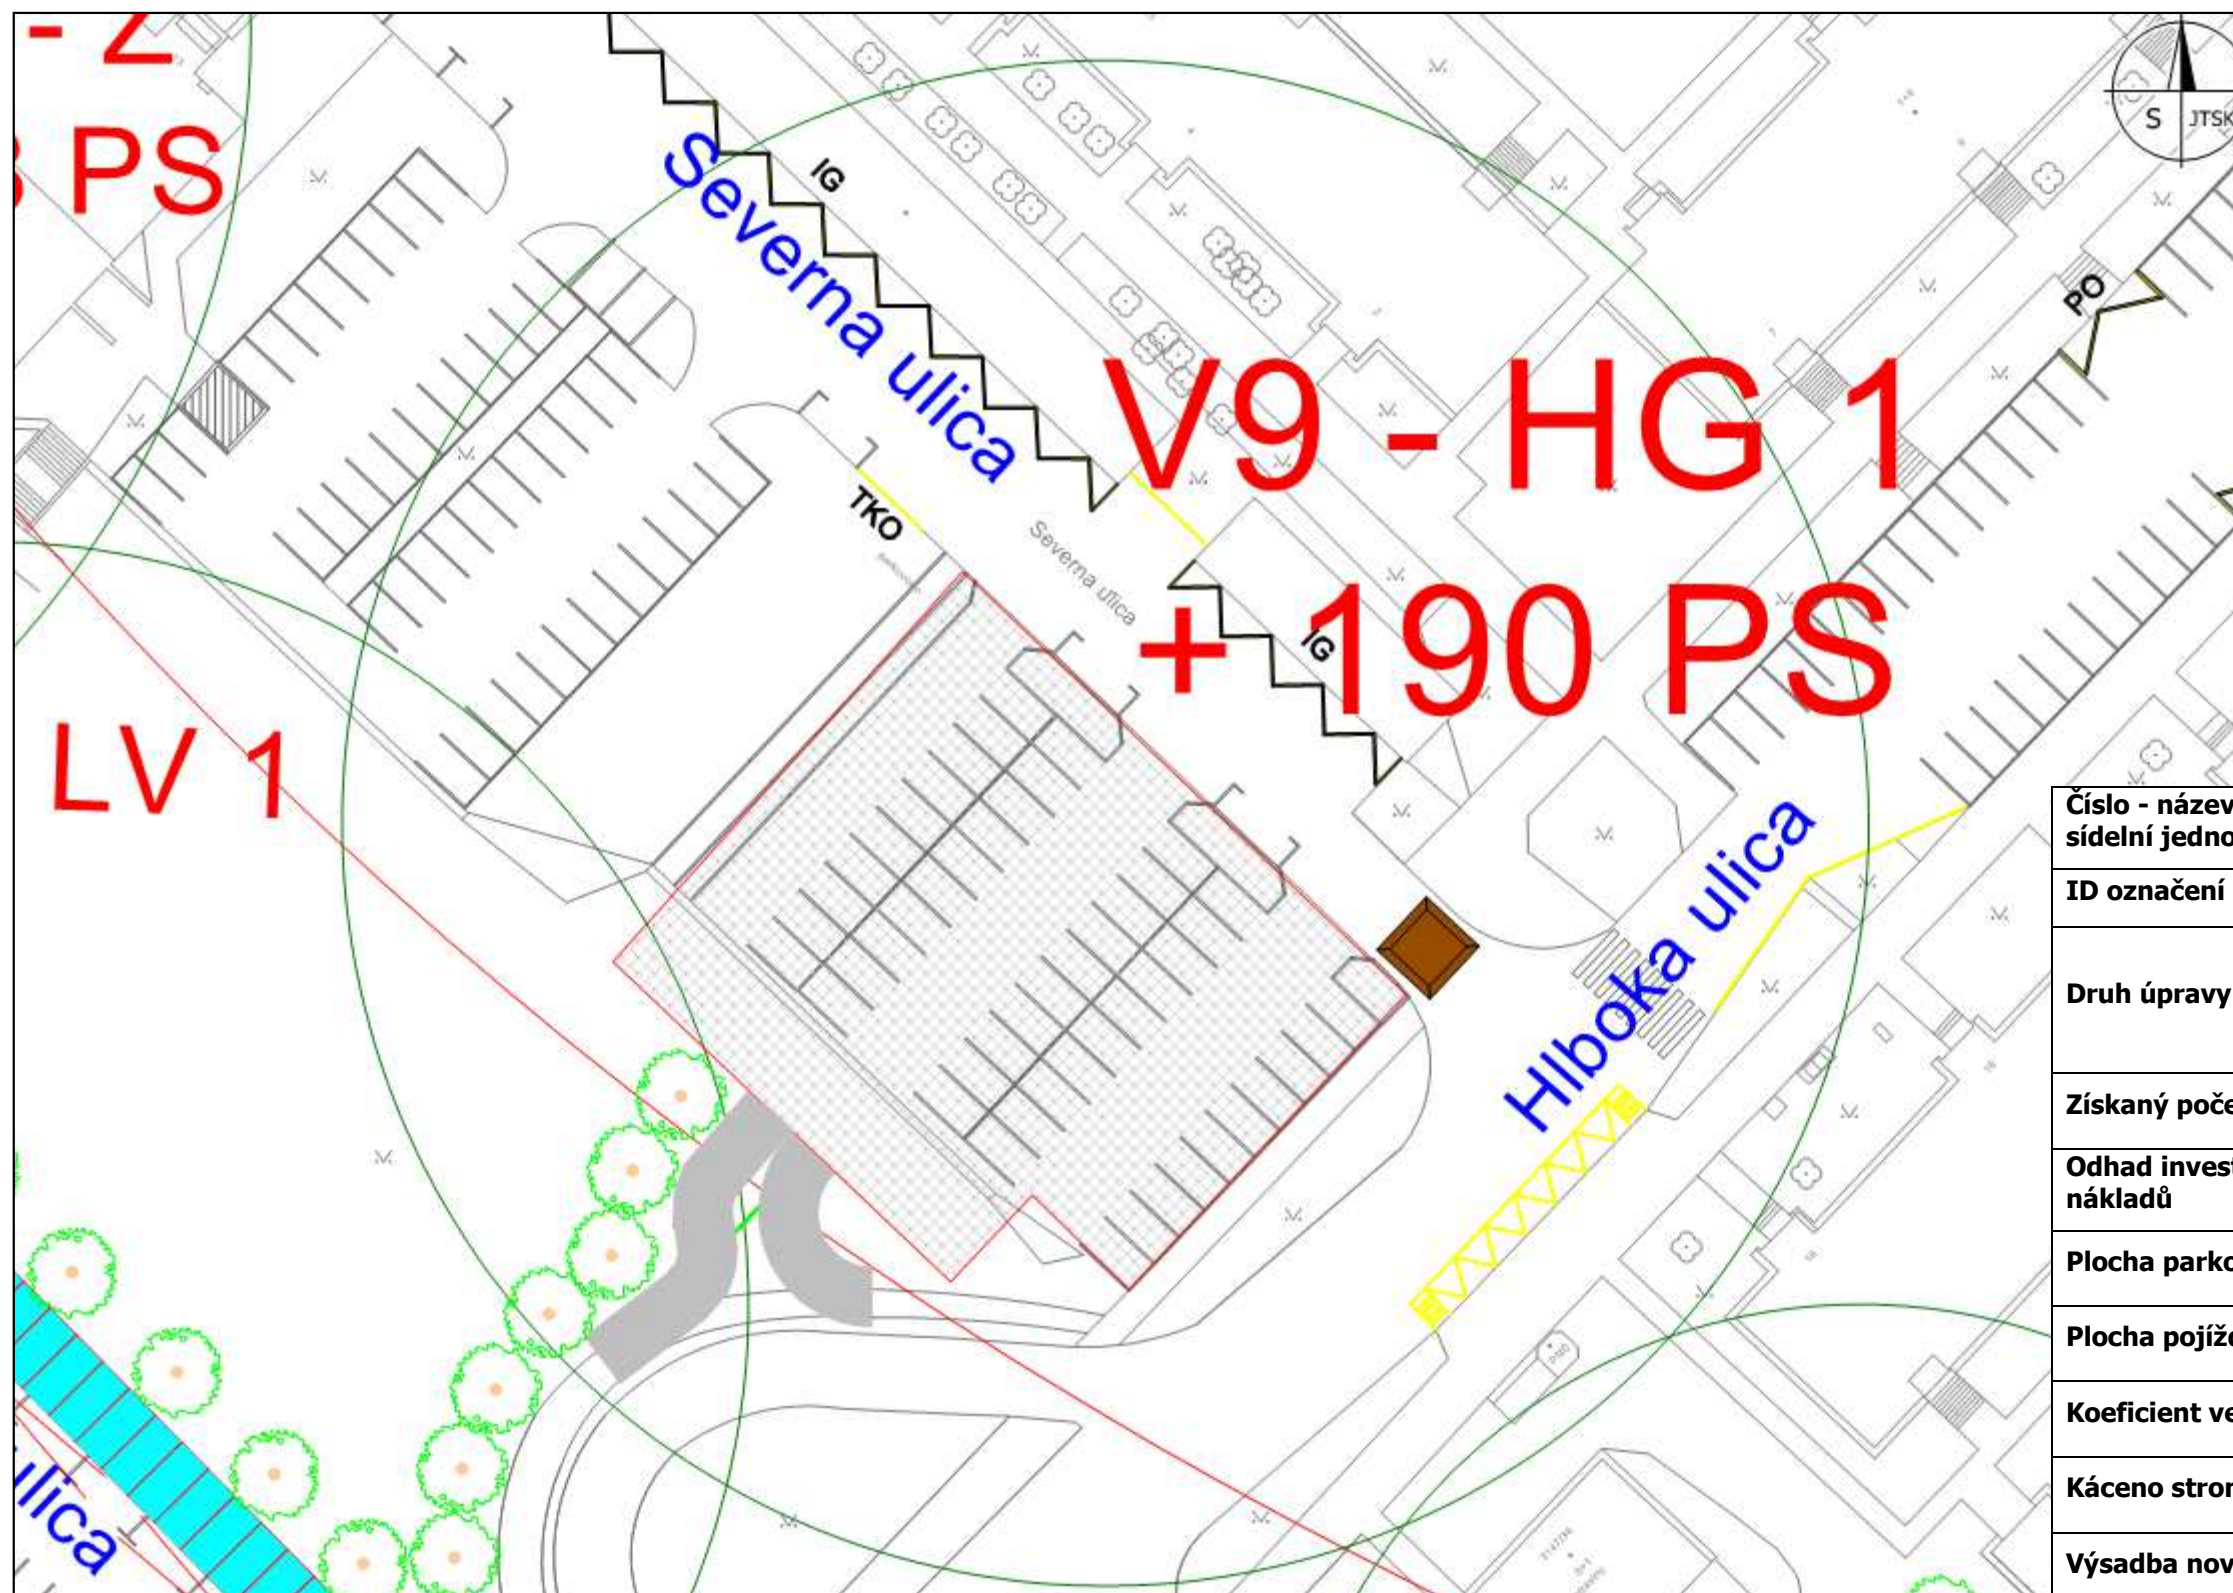 - Z
PS
IG
Severna ulica
S
JTSK
PO
V9 - HG 1
TKO
Severna ulica
+ 190 PS
IG
LV 1
Hlboka ulica
Číslo - název
sídelní jedno
ID označení
Druh úpravy
Získaný poče
Odhad inves
nákladů
Plocha parko
Plocha pojíž
Koeficient ve
Káceno stro
Výsadba nov
ulica